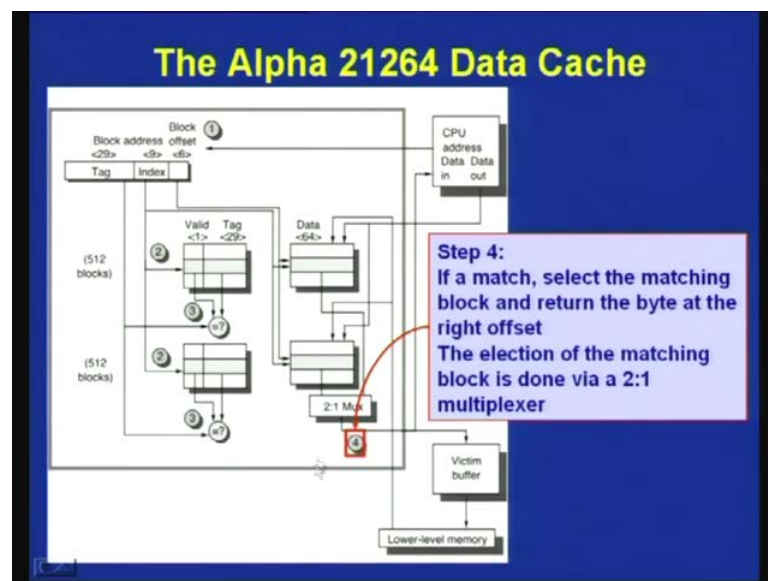 The Alpha 21264 Data Cache
Block
Block address offset
<29> <9> <6>
Tag Index
1
CPU
address
Data Data
in out
Valid Tag
<1> <29>
Data
<64>
(512
blocks)
2
3
=?
(512
blocks)
2
3
=?
2:1 Mux
4
Step 4:
If a match, select the matching
block and return the byte at the
right offset
The election of the matching
block is done via a 2:1
multiplexer
Victim
buffer
Lower-level memory